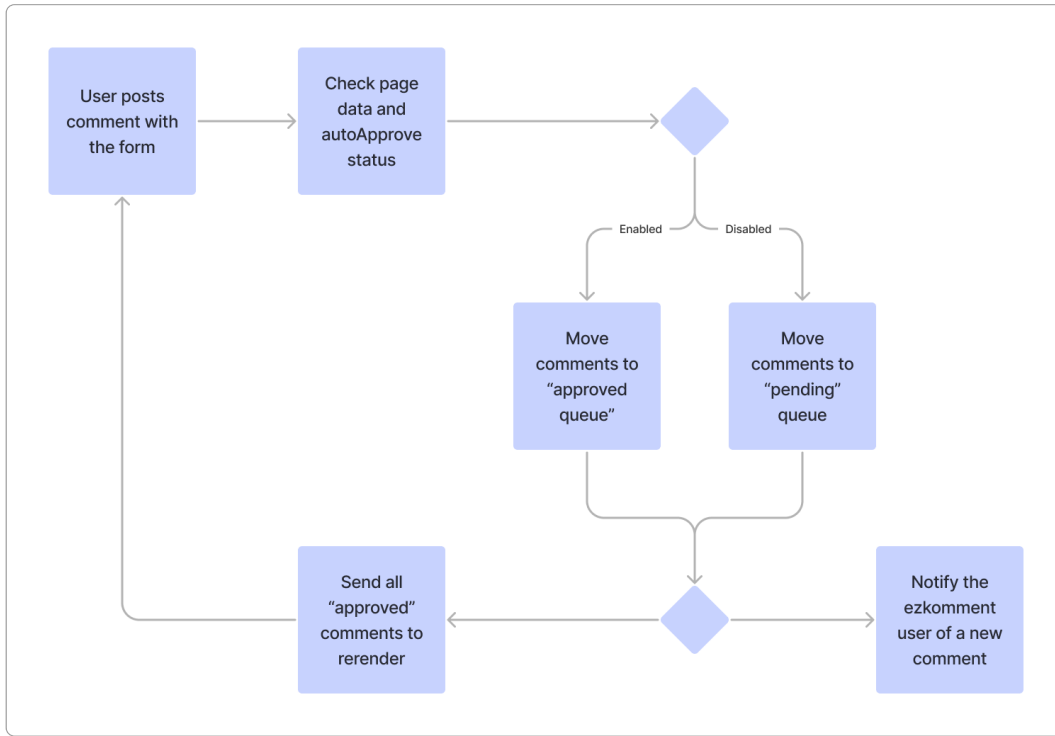 User posts
comment with
the form
Check page
data and
autoApprove
status
Enabled
Disabled
Move
comments to
“approved
queue”
Move
comments to
“pending”
queue
Send all
“approved”
comments to
rerender
Notify the
ezkomment
user of a new
comment